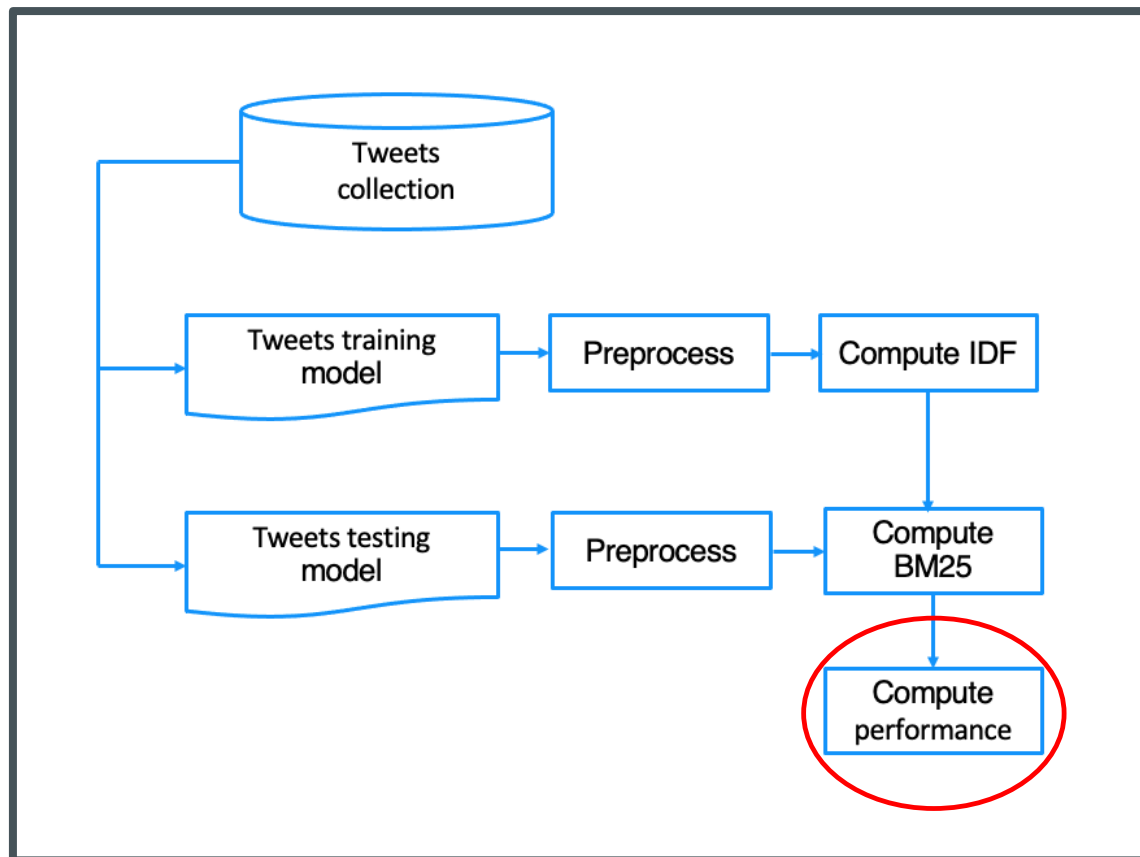 Tweets
collection
Tweets training
model
Preprocess
Compute IDF
Tweets testing
model
Preprocess
Compute
BM25
Compute
performance